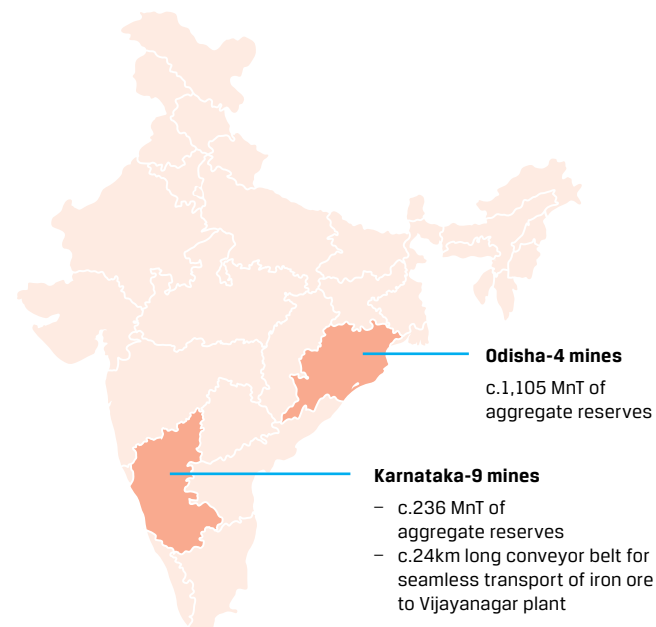 Odisha-4 mines
c.1,105 MnT of
aggregate reserves
Karnataka-9 mines
– c.236 MnT of
aggregate reserves
– c.24km long conveyor belt for
seamless transport of iron ore
to Vijayanagar plant